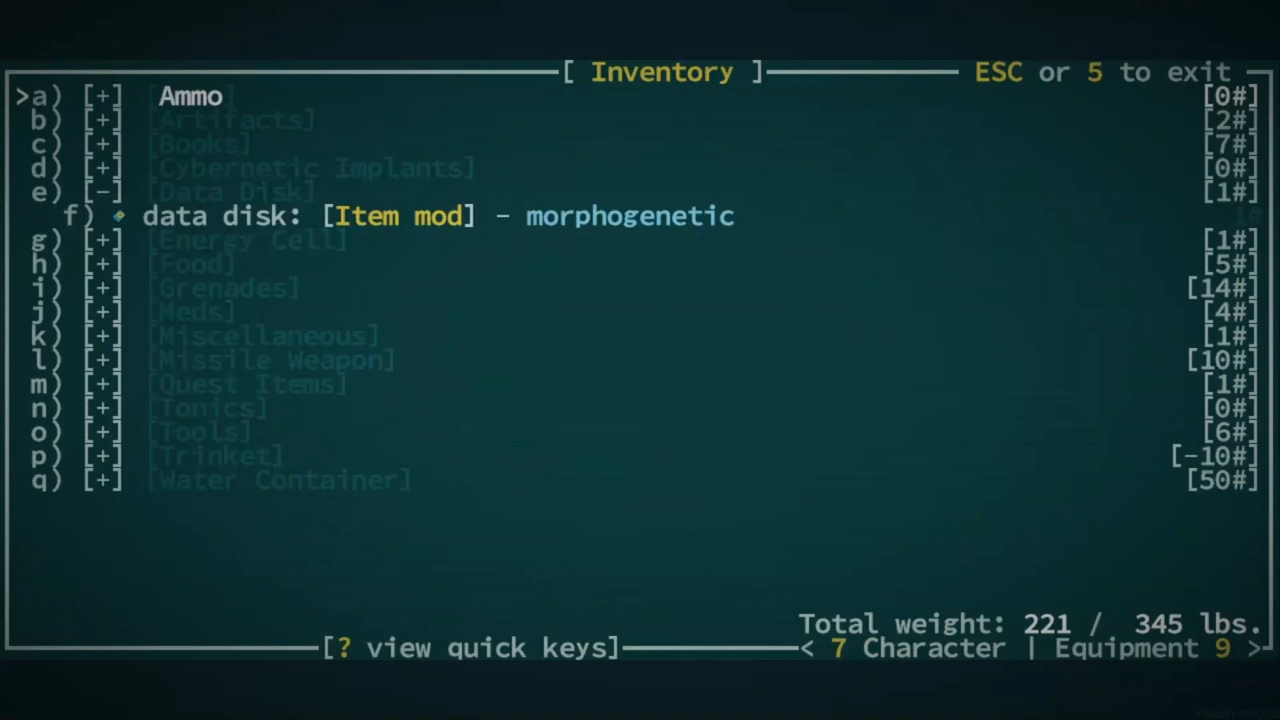 [ Inventory ] ESC or 5 to exit
>a) [+] Ammo [0#]
b) [+] [Artifacts] [2#]
c) [+] [Books] [7#]
d) [+] [Cybernetic Implants] [0#]
e) [-] [Data Disk] [1#]
f) data disk: [Item mod] - morphogenetic
g) [+] [Energy Cell] [1#]
h) [+] [Food] [5#]
i) [+] [Grenades] [14#]
j) [+] [Meds] [4#]
k) [+] [Miscellaneous] [1#]
l) [+] [Missile Weapon] [10#]
m) [+] [Quest Items] [1#]
n) [+] [Tonics] [0#]
o) [+] [Tools] [6#]
p) [+] [Trinket] [-10#]
q) [+] [Water Container] [50#]
Total weight: 221 / 345 lbs.
[? view quick keys] < 7 Character | Equipment 9 >